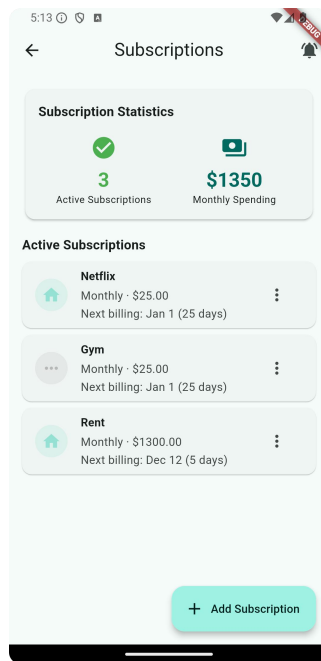 5:13
DEBUG
Subscriptions
Subscription Statistics
3
$1350
Active Subscriptions
Monthly Spending
Active Subscriptions
Netflix
Monthly · $25.00
Next billing: Jan 1 (25 days)
Gym
Monthly · $25.00
Next billing: Jan 1 (25 days)
Rent
Monthly · $1300.00
Next billing: Dec 12 (5 days)
+ Add Subscription